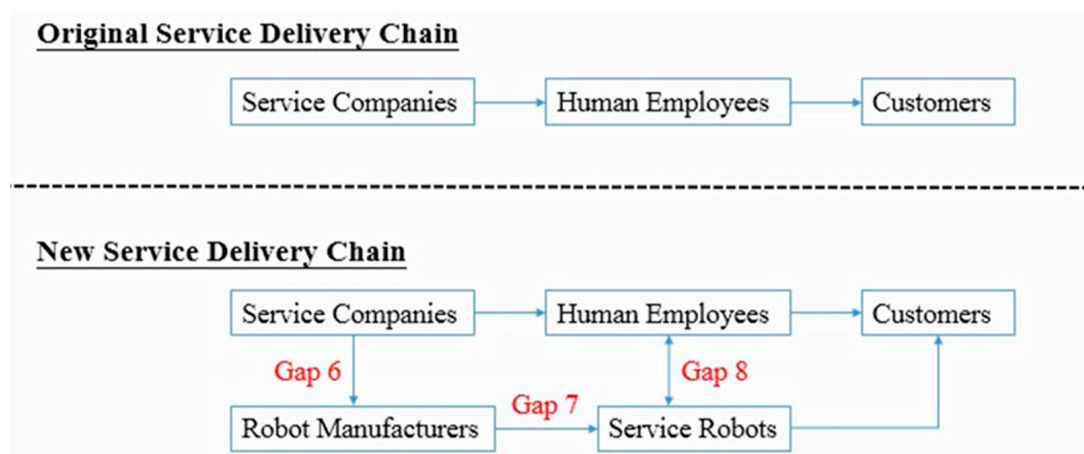 Original Service Delivery Chain
Service Companies
Human Employees
Customers
New Service Delivery Chain
Service Companies
Human Employees
Customers
Gap 6
Gap 8
Gap 7
Robot Manufacturers
Service Robots